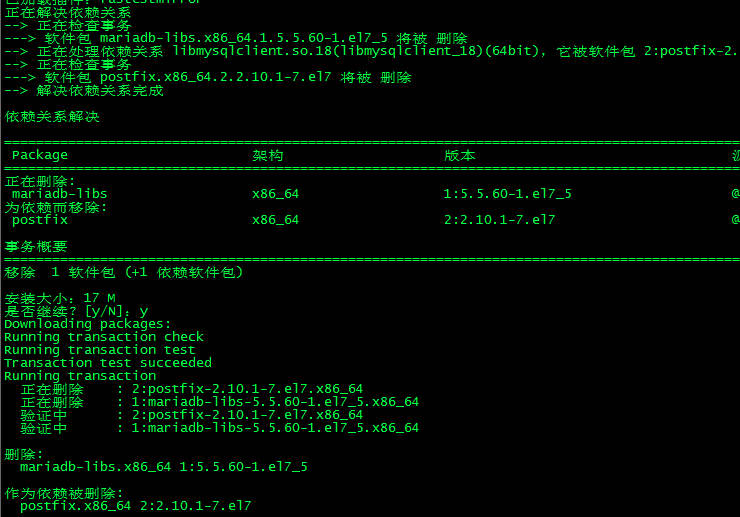 已加载插件：fastestmirror
正在解决依赖关系
--> 正在检查事务
---> 软件包 mariadb-libs.x86_64.1.5.5.60-1.el7_5 将被 删除
--> 正在处理依赖关系 libmysqlclient.so.18(libmysqlclient_18)(64bit)，它被软件包 2:postfix-2.
--> 正在检查事务
---> 软件包 postfix.x86_64.2.2.10.1-7.el7 将被 删除
--> 解决依赖关系完成
依赖关系解决
Package 架构 版本
正在删除:
mariadb-libs x86_64 1:5.5.60-1.el7_5 @
为依赖而移除:
postfix x86_64 2:2.10.1-7.el7 @
事务概要
移除 1 软件包 (+1 依赖软件包)
安装大小：17 M
是否继续？[y/N]：y
Downloading packages:
Running transaction check
Running transaction test
Transaction test succeeded
Running transaction
正在删除 : 2:postfix-2.10.1-7.el7.x86_64
正在删除 : 1:mariadb-libs-5.5.60-1.el7_5.x86_64
验证中 : 2:postfix-2.10.1-7.el7.x86_64
验证中 : 1:mariadb-libs-5.5.60-1.el7_5.x86_64
删除:
mariadb-libs.x86_64 1:5.5.60-1.el7_5
作为依赖被删除:
postfix.x86_64 2:2.10.1-7.el7